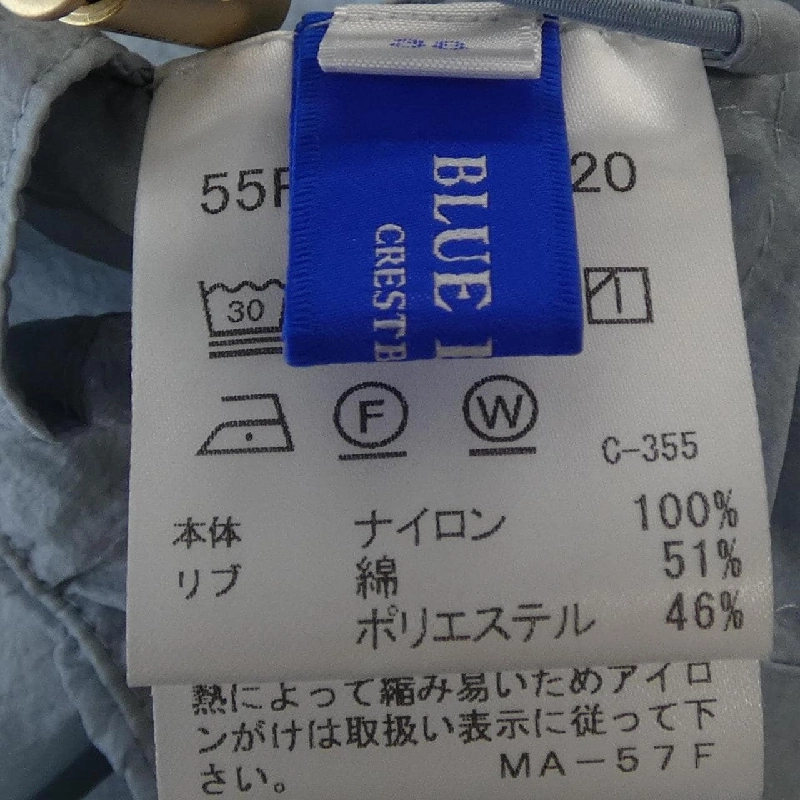 55F
20
BLUE
CREST B
30
F
W
C-355
本体 ナイロン 100%
リブ 綿 51%
ポリエステル 46%
熱によって縮み易いためアイロ
ンがけは取扱い表示に従って下
さい。 MA-57F